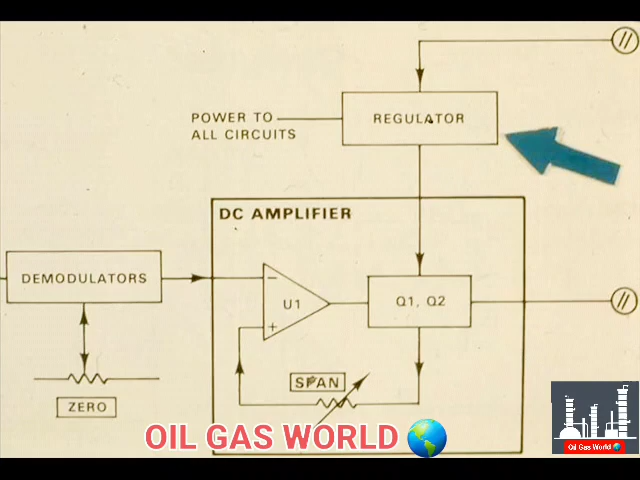 POWER TO
ALL CIRCUITS
REGULATOR
DC AMPLIFIER
DEMODULATORS
U1
Q1, Q2
SPAN
ZERO
OIL GAS WORLD
Oil Gas World